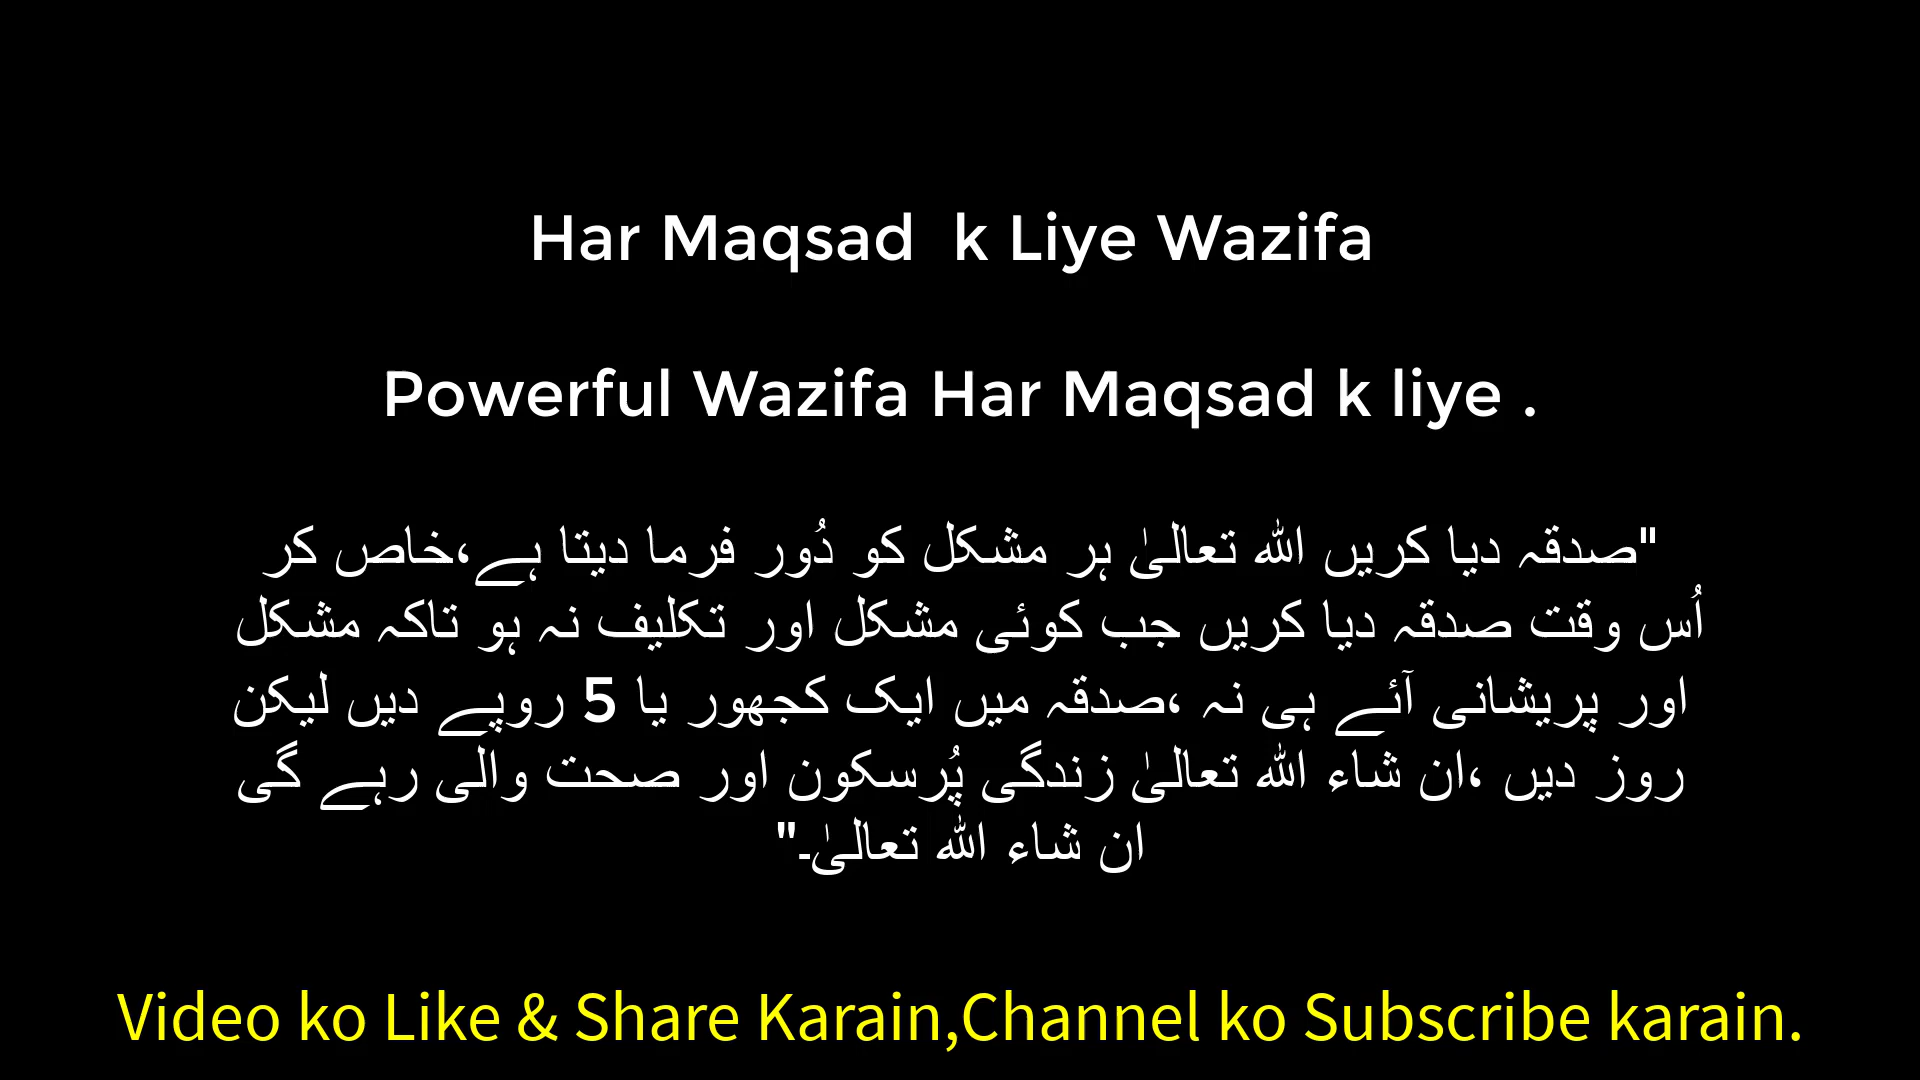 Har Maqsad  k Liye Wazifa
Powerful Wazifa Har Maqsad k liye .
"صدقہ دیا کریں اللہ تعالیٰ ہر مشکل کو دُور فرما دیتا ہے،خاص کر
اُس وقت صدقہ دیا کریں جب کوئی مشکل اور تکلیف نہ ہو تاکہ مشکل
اور پریشانی آئے ہی نہ ،صدقہ میں ایک کجھور یا 5 روپے دیں لیکن
روز دیں ،ان شاء اللہ تعالیٰ زندگی پُرسکون اور صحت والی رہے گی
ان شاء اللہ تعالیٰ۔"
Video ko Like & Share Karain,Channel ko Subscribe karain.